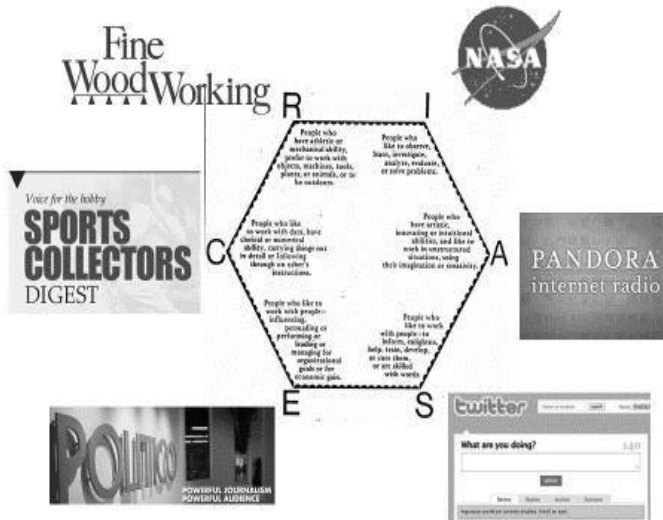 Fine
WoodWorking
NASA
R
I
People who
have athletic or
mechanical ability,
prefer to work with
objects, machines, tools,
plants, or animals, or to
be outdoors.
People who
like to observe,
learn, investigate,
analyze, evaluate,
or solve problems.
Voice for the hobby
SPORTS
COLLECTORS
DIGEST
C
People who like
to work with data, have
clerical or numerical
ability, carrying things out
in detail or following
through on other's
instructions.
People who
have artistic,
innovating or intuitional
abilities, and like to
work in unstructured
situations, using
their imagination or creativity.
A
PANDORA
internet radio
People who like to
work with people—
influencing,
persuading or
performing or
leading or
managing for
organizational
goals or for
economic gain.
People who
like to work
with people—to
inform, enlighten,
help, train, develop,
or cure them,
or are skilled
with words.
E
S
POLITICO
POWERFUL JOURNALISM
POWERFUL AUDIENCE
twitter
What are you doing?
140